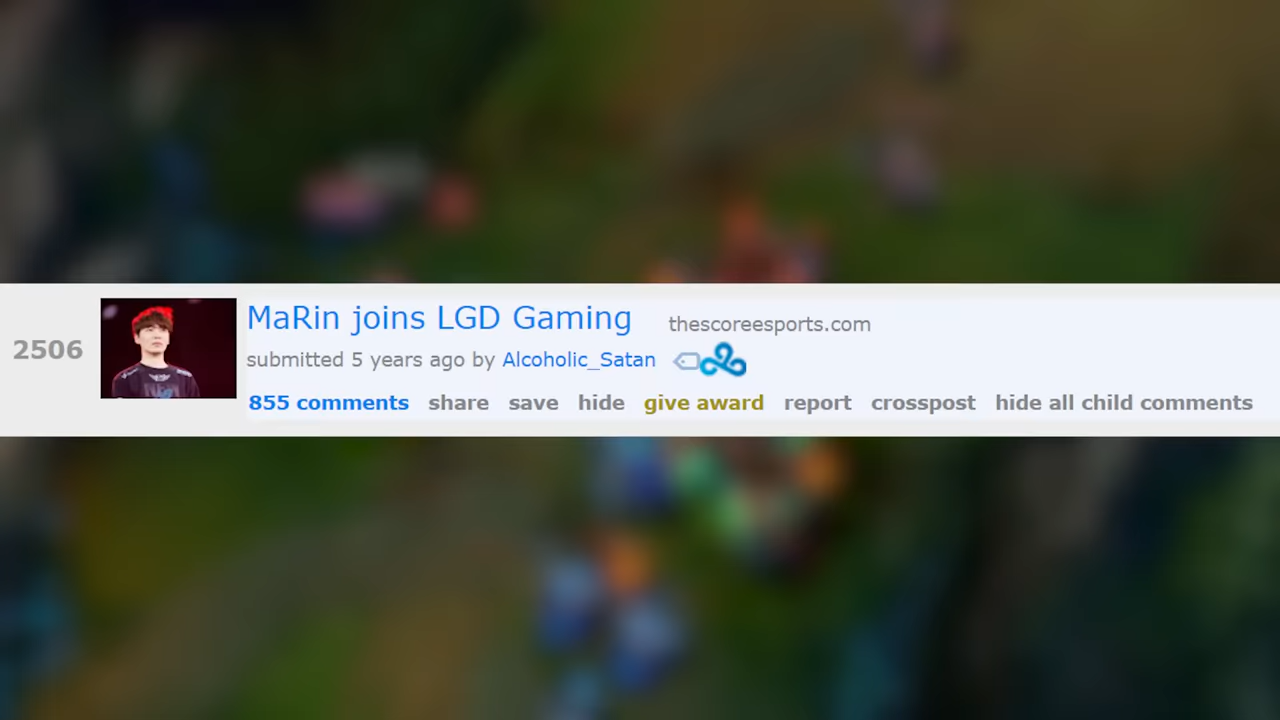 2506
MaRin joins LGD Gaming thescoreesports.com
submitted 5 years ago by Alcoholic_Satan
855 comments share save hide give award report crosspost hide all child comments